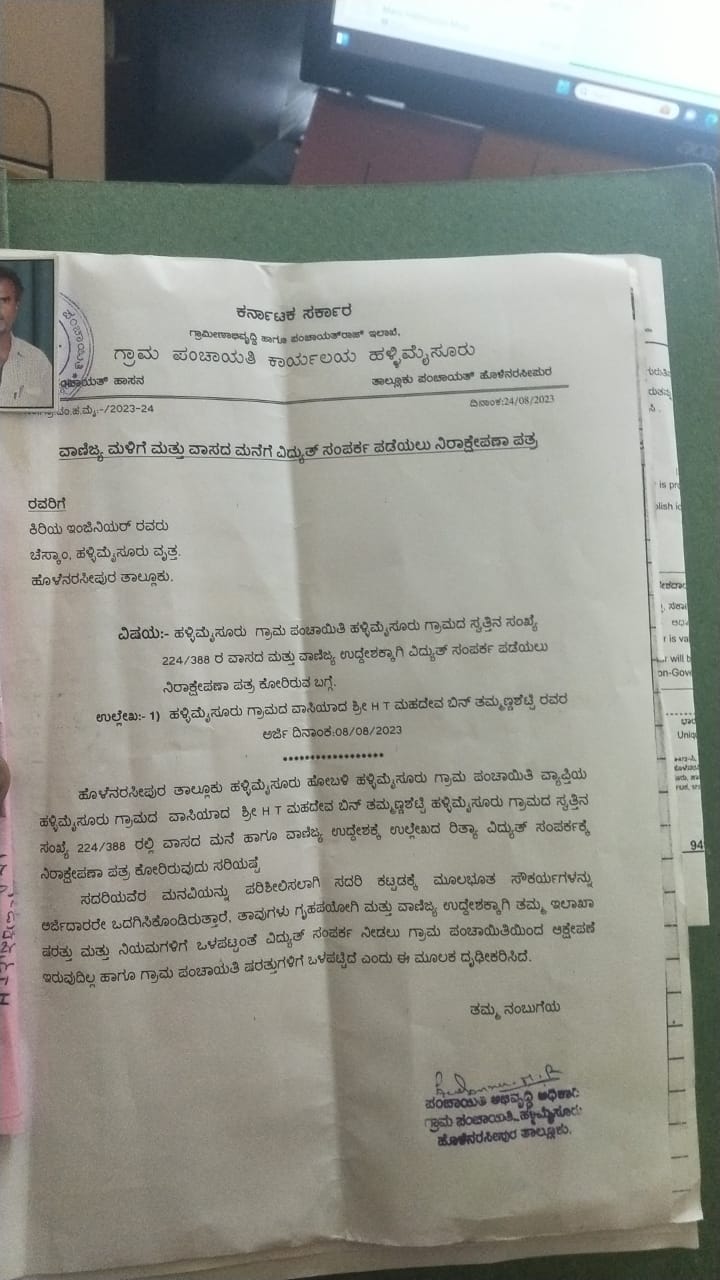 ಕರ್ನಾಟಕ ಸರ್ಕಾರ
ಗ್ರಾಮೀಣಾಭಿವೃದ್ಧಿ ಹಾಗೂ ಪಂಚಾಯತ್‌ರಾಜ್ ಇಲಾಖೆ,
ಗ್ರಾಮ ಪಂಚಾಯತಿ ಕಾರ್ಯಲಯ ಹಳ್ಳಿಮೈಸೂರು
ಪಂಚಾಯತಿ
ಹಾಸನ ತಾಲ್ಲೂಕು ಪಂಚಾಯತ್ ಹೊಳೆನರಸೀಪುರ
/2023-24 ದಿನಾಂಕ:24/08/2023
ವಾಣಿಜ್ಯ ಮಳಿಗೆ ಮತ್ತು ವಾಸದ ಮನೆಗೆ ವಿದ್ಯುತ್ ಸಂಪರ್ಕ ಪಡೆಯಲು ನಿರಾಕ್ಷೇಪಣಾ ಪತ್ರ
ರವರಿಗೆ
ಕಿರಿಯ ಇಂಜಿನಿಯರ್ ರವರು
ಚೆಸ್ಕಾಂ, ಹಳ್ಳಿಮೈಸೂರು ವೃತ್ತ.
ಹೊಳೆನರಸೀಪುರ ತಾಲ್ಲೂಕು.
ವಿಷಯ:- ಹಳ್ಳಿಮೈಸೂರು ಗ್ರಾಮ ಪಂಚಾಯಿತಿ ಹಳ್ಳಿಮೈಸೂರು ಗ್ರಾಮದ ಸ್ವತ್ತಿನ ಸಂಖ್ಯೆ
224/388 ರ ವಾಸದ ಮತ್ತು ವಾಣಿಜ್ಯ ಉದ್ದೇಶಕ್ಕಾಗಿ ವಿದ್ಯುತ್ ಸಂಪರ್ಕ ಪಡೆಯಲು
ನಿರಾಕ್ಷೇಪಣಾ ಪತ್ರ ಕೋರಿರುವ ಬಗ್ಗೆ.
ಉಲ್ಲೇಖ:- 1) ಹಳ್ಳಿಮೈಸೂರು ಗ್ರಾಮದ ವಾಸಿಯಾದ ಶ್ರೀ H T ಮಹದೇವ ಬಿನ್ ತಮ್ಮಣ್ಣಶೆಟ್ಟಿ ರವರ
ಅರ್ಜಿ ದಿನಾಂಕ:08/08/2023
ಹೊಳೆನರಸೀಪುರ ತಾಲ್ಲೂಕು ಹಳ್ಳಿಮೈಸೂರು ಹೋಬಳಿ ಹಳ್ಳಿಮೈಸೂರು ಗ್ರಾಮ ಪಂಚಾಯಿತಿ ವ್ಯಾಪ್ತಿಯ
ಹಳ್ಳಿಮೈಸೂರು ಗ್ರಾಮದ ವಾಸಿಯಾದ ಶ್ರೀ H T ಮಹದೇವ ಬಿನ್ ತಮ್ಮಣ್ಣಶೆಟ್ಟಿ ಹಳ್ಳಿಮೈಸೂರು ಗ್ರಾಮದ ಸ್ವತ್ತಿನ
ಸಂಖ್ಯೆ 224/388 ರಲ್ಲಿ ವಾಸದ ಮನೆ ಹಾಗೂ ವಾಣಿಜ್ಯ ಉದ್ದೇಶಕ್ಕೆ ಉಲ್ಲೇಖದ ರಿತ್ಯಾ ವಿದ್ಯುತ್ ಸಂಪರ್ಕಕ್ಕೆ
ನಿರಾಕ್ಷೇಪಣಾ ಪತ್ರ ಕೋರಿರುವುದು ಸರಿಯಷ್ಟೆ
ಸದರಿಯವರ ಮನವಿಯನ್ನು ಪರಿಶೀಲಿಸಲಾಗಿ ಸದರಿ ಕಟ್ಟಡಕ್ಕೆ ಮೂಲಭೂತ ಸೌಕರ್ಯಗಳನ್ನು
ಅರ್ಜಿದಾರರೇ ಒದಗಿಸಿಕೊಂಡಿರುತ್ತಾರೆ, ತಾವುಗಳು ಗೃಹಪಯೋಗಿ ಮತ್ತು ವಾಣಿಜ್ಯ ಉದ್ದೇಶಕ್ಕಾಗಿ ತಮ್ಮ ಇಲಾಖಾ
ಷರತ್ತು ಮತ್ತು ನಿಯಮಗಳಿಗೆ ಒಳಪಟ್ಟಂತೆ ವಿದ್ಯುತ್ ಸಂಪರ್ಕ ನೀಡಲು ಗ್ರಾಮ ಪಂಚಾಯಿತಿಯಿಂದ ಆಕ್ಷೇಪಣೆ
ಇರುವುದಿಲ್ಲ ಹಾಗೂ ಗ್ರಾಮ ಪಂಚಾಯತಿ ಷರತ್ತುಗಳಿಗೆ ಒಳಪಟ್ಟಿದೆ ಎಂದು ಈ ಮೂಲಕ ದೃಢೀಕರಿಸಿದೆ.
ತಮ್ಮ ನಂಬುಗೆಯ
ಪಂಚಾಯಿತಿ ಅಭಿವೃದ್ಧಿ ಅಧಿಕಾರಿ
ಗ್ರಾಮ ಪಂಚಾಯಿತಿ, ಹಳ್ಳಿಮೈಸೂರು
ಹೊಳೆನರಸೀಪುರ ತಾಲ್ಲೂಕು.